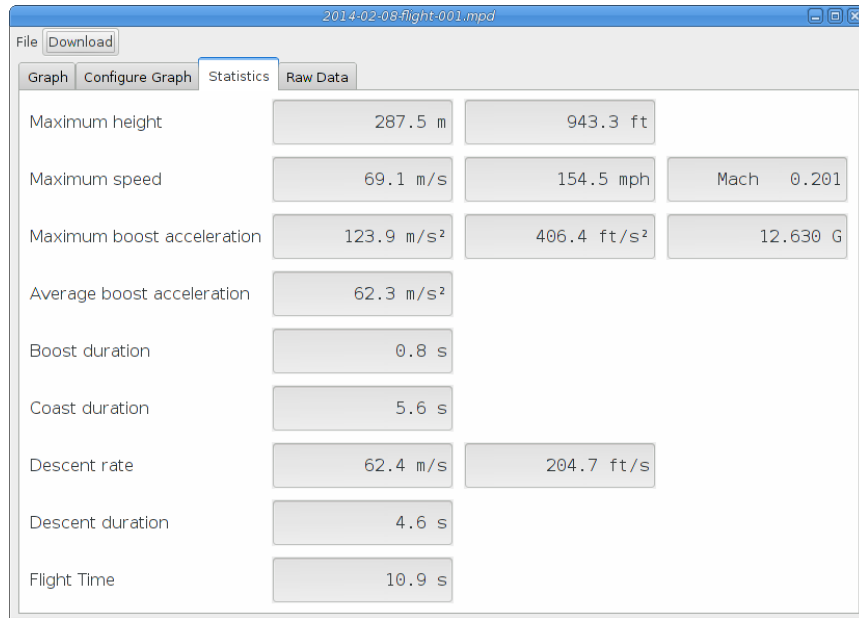 2014-02-08-flight-001.mpd
File Download
Graph Configure Graph Statistics Raw Data
Maximum height 287.5 m 943.3 ft
Maximum speed 69.1 m/s 154.5 mph Mach 0.201
Maximum boost acceleration 123.9 m/s² 406.4 ft/s² 12.630 G
Average boost acceleration 62.3 m/s²
Boost duration 0.8 s
Coast duration 5.6 s
Descent rate 62.4 m/s 204.7 ft/s
Descent duration 4.6 s
Flight Time 10.9 s